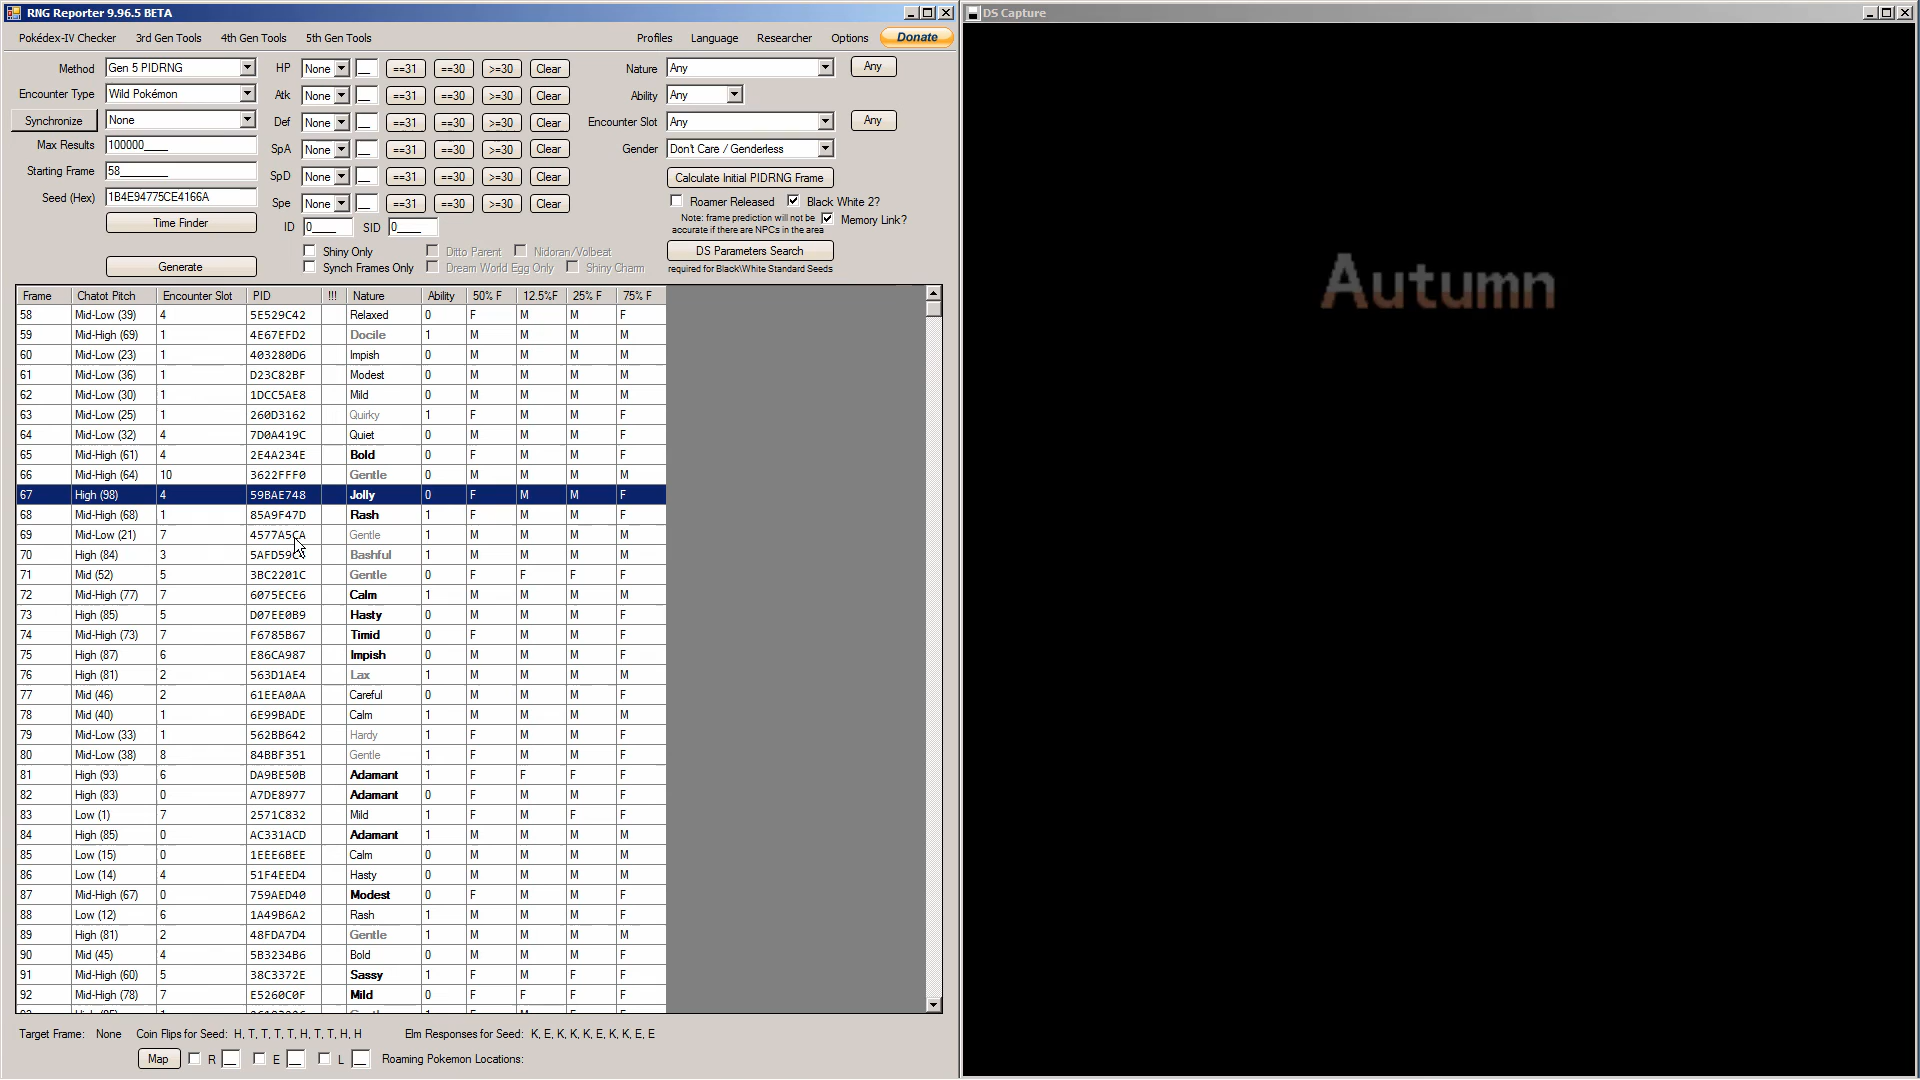 RNG Reporter 9.96.5 BETA
DS Capture
Pokédex-IV Checker 3rd Gen Tools 4th Gen Tools 5th Gen Tools Profiles Language Researcher Options Donate
Method Gen 5 PIDRNG HP None ==31 ==30 >=30 Clear Nature Any Any
Encounter Type Wild Pokémon Atk None ==31 ==30 >=30 Clear Ability Any
Synchronize None Def None ==31 ==30 >=30 Clear Encounter Slot Any Any
Max Results 100000____ SpA None ==31 ==30 >=30 Clear Gender Don't Care / Genderless
Starting Frame 58________ SpD None ==31 ==30 >=30 Clear Calculate Initial PIDRNG Frame
Seed (Hex) 1B4E94775CE4166A Spe None ==31 ==30 >=30 Clear Roamer Released Black White 2?
Note: frame prediction will not be accurate if there are NPCs in the area Memory Link?
Time Finder ID 0____ SID 0____
Shiny Only Ditto Parent Nidoran/Volbeat DS Parameters Search
Generate Synch Frames Only Dream World Egg Only Shiny Charm required for Black\White Standard Seeds
Autumn
Frame Chatot Pitch Encounter Slot PID !!! Nature Ability 50% F 12.5%F 25% F 75% F
58 Mid-Low (39) 4 5E529C42 Relaxed 0 F M M F
59 Mid-High (69) 1 4E67EFD2 Docile 1 M M M M
60 Mid-Low (23) 1 403280D6 Impish 0 M M M M
61 Mid-Low (36) 1 D23C82BF Modest 0 M M M M
62 Mid-Low (30) 1 1DCC5AE8 Mild 0 M M M M
63 Mid-Low (25) 1 260D3162 Quirky 1 F M M F
64 Mid-Low (32) 4 7D0A419C Quiet 0 M M M F
65 Mid-High (61) 4 2E4A234E Bold 0 F M M F
66 Mid-High (64) 10 3622FFF0 Gentle 0 M M M M
67 High (98) 4 59BAE748 Jolly 0 F M M F
68 Mid-High (68) 1 85A9F47D Rash 1 F M M F
69 Mid-Low (21) 7 4577A5CA Gentle 1 M M M M
70 High (84) 3 Bashful 1 M M M M
71 Mid (52) 5 3BC2201C Gentle 0 F F F F
72 Mid-High (77) 7 6075ECE6 Calm 1 M M M M
73 High (85) 5 D07EE0B9 Hasty 0 M M M F
74 Mid-High (73) 7 F6785B67 Timid 0 F M M F
75 High (87) 6 E86CA987 Impish 0 M M M F
76 High (81) 2 563D1AE4 Lax 1 M M M M
77 Mid (46) 2 61EEA0AA Careful 0 M M M F
78 Mid (40) 1 6E99BADE Calm 1 M M M M
79 Mid-Low (33) 1 562BB642 Hardy 1 F M M F
80 Mid-Low (38) 8 84BBF351 Gentle 1 F M M F
81 High (93) 6 DA9BE50B Adamant 1 F F F F
82 High (83) 0 A7DE8977 Adamant 0 F M M F
83 Low (1) 7 2571C832 Mild 0 F M M F
84 High (85) 0 AC331ACD Adamant 1 M M M M
85 Low (15) 0 1EEE6BEE Calm 0 M M M M
86 Low (14) 4 51F4EED4 Hasty 0 M M M M
87 Mid-High (67) 0 759AED40 Modest 0 F M M F
88 Low (12) 6 1A49B6A2 Rash 1 M M M F
89 High (81) 2 48FDA7D4 Gentle 1 M M M M
90 Mid (45) 4 5B3234B6 Bold 0 M M M F
91 Mid-High (60) 5 38C3372E Sassy 1 F M F F
92 Mid-High (78) 7 E5260C0F Mild 0 F F F F
Target Frame: None Coin Flips for Seed: H, T, T, T, T, H, T, T, H, H Elm Responses for Seed: K, E, K, K, K, E, K, K, E, E
Map R __ E __ L __ Roaming Pokemon Locations: